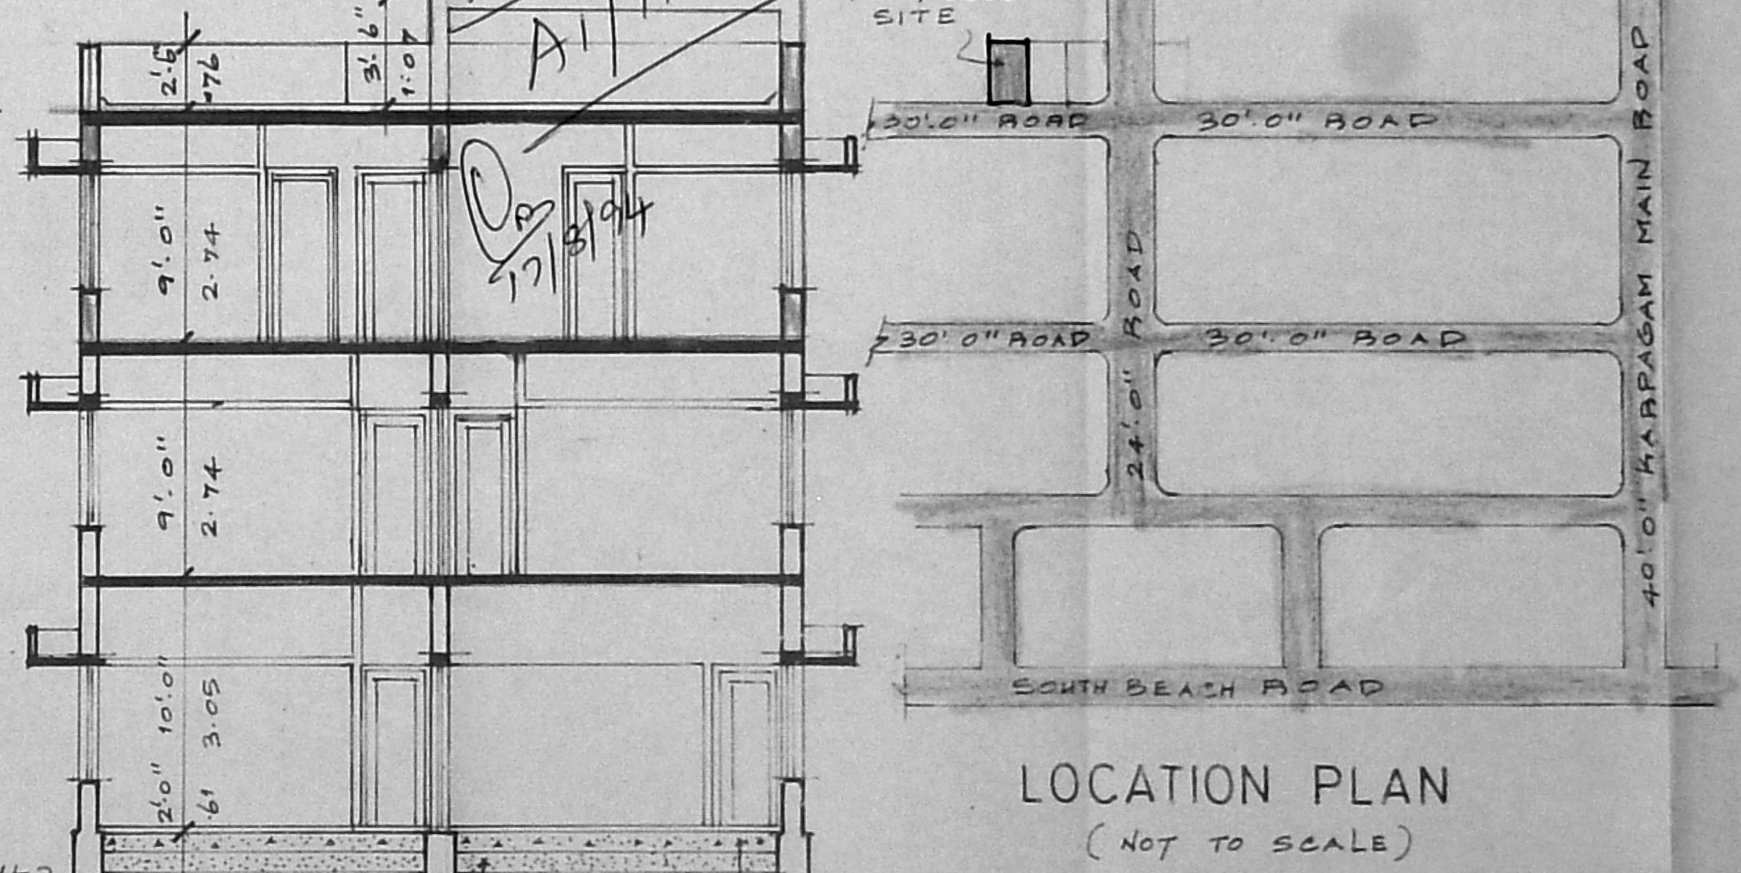 2'.6"
.76
3'.6"
1.07
A1
9'.0"
2.74
17/8/94
9'.0"
2.74
10'.0"
3.05
2'.0"
.61
SITE
30'.0" ROAD
30'.0" ROAD
30'.0" ROAD
30'.0" ROAD
24'.0" ROAD
40'.0" KARPAGAM MAIN ROAD
SOUTH BEACH ROAD
LOCATION PLAN
(NOT TO SCALE)